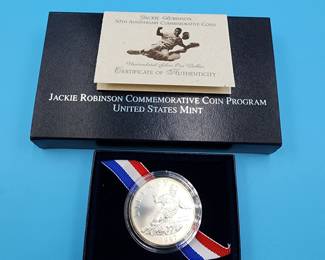 Jackie Robinson
50th Anniversary Commemorative Coin
Uncirculated Silver One Dollar
Certificate of Authenticity
Jackie Robinson Commemorative Coin Program
United States Mint